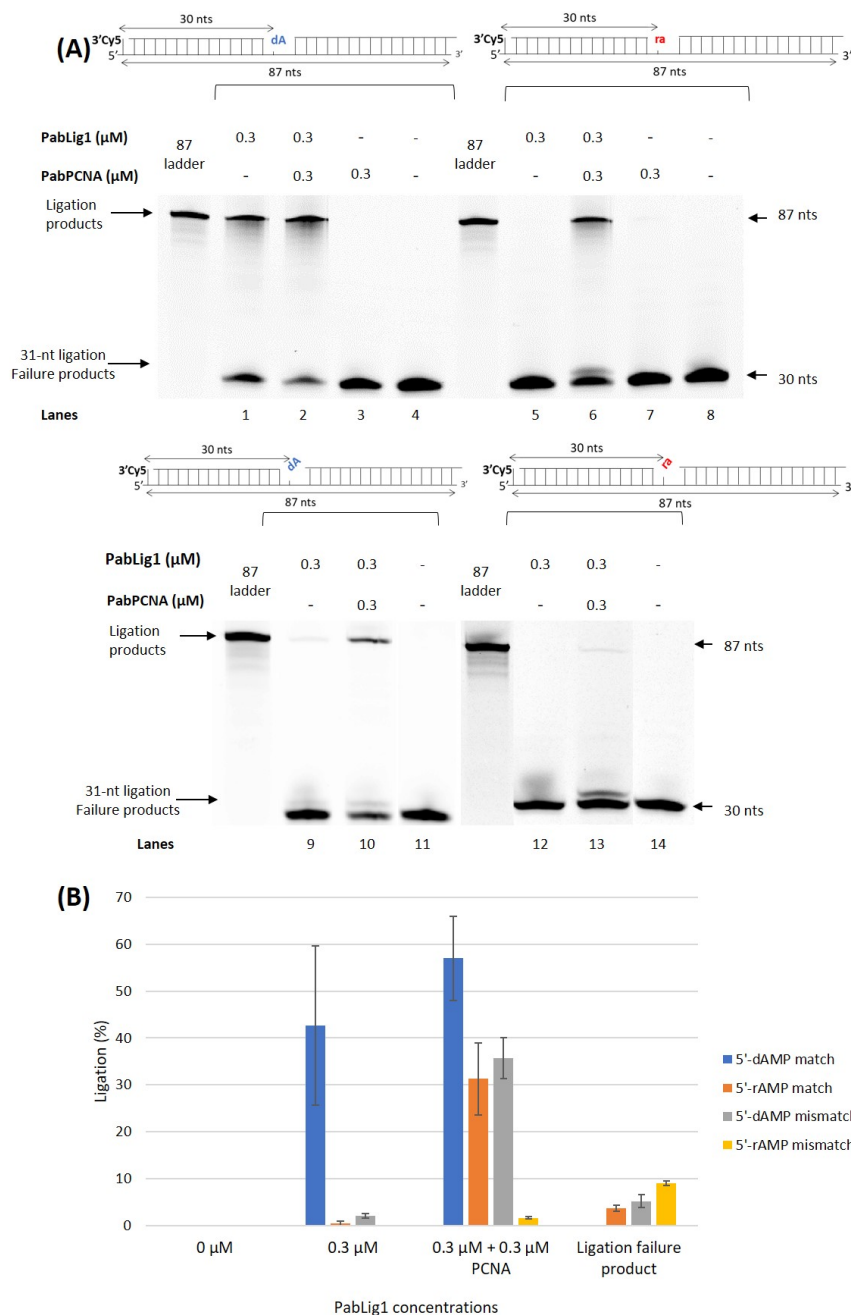 (A)
30 nts
30 nts
3'Cy5
dA
3'Cy5
ra
5'
3'
5'
3'
87 nts
87 nts
PabLig1 (µM)
87 ladder
0.3
0.3
-
-
87 ladder
0.3
0.3
-
-
PabPCNA (µM)
-
0.3
0.3
-
-
0.3
0.3
-
Ligation products
87 nts
31-nt ligation
Failure products
30 nts
Lanes
1
2
3
4
5
6
7
8
30 nts
30 nts
3'Cy5
dA
3'Cy5
ra
5'
3'
5'
3'
87 nts
87 nts
PabLig1 (µM)
87 ladder
0.3
0.3
-
87 ladder
0.3
0.3
-
PabPCNA (µM)
-
0.3
-
-
0.3
-
Ligation products
87 nts
31-nt ligation
Failure products
30 nts
Lanes
9
10
11
12
13
14
(B)
70
60
50
40
30
20
10
0
Ligation (%)
5'-dAMP match
5'-rAMP match
5'-dAMP mismatch
5'-rAMP mismatch
0 µM
0.3 µM
0.3 µM + 0.3 µM
PCNA
Ligation failure
product
PabLig1 concentrations